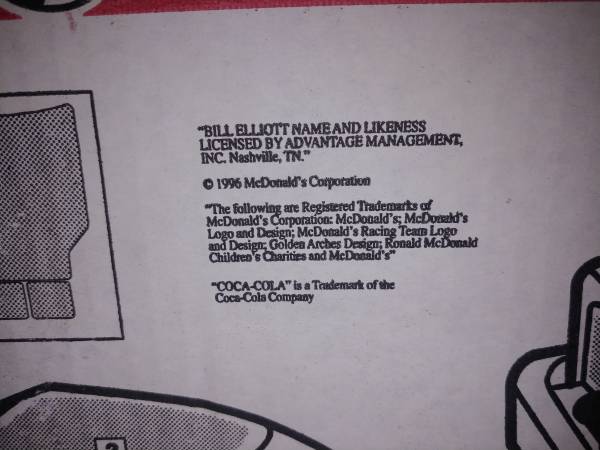 "BILL ELLIOTT NAME AND LIKENESS
LICENSED BY ADVANTAGE MANAGEMENT,
INC. Nashville, TN."
© 1996 McDonald's Corporation
"The following are Registered Trademarks of
McDonald's Corporation: McDonald's; McDonald's
Logo and Design; McDonald's Racing Team Logo
and Design; Golden Arches Design; Ronald McDonald
Children's Charities and McDonald's"
"COCA-COLA" is a Trademark of the
Coca-Cola Company